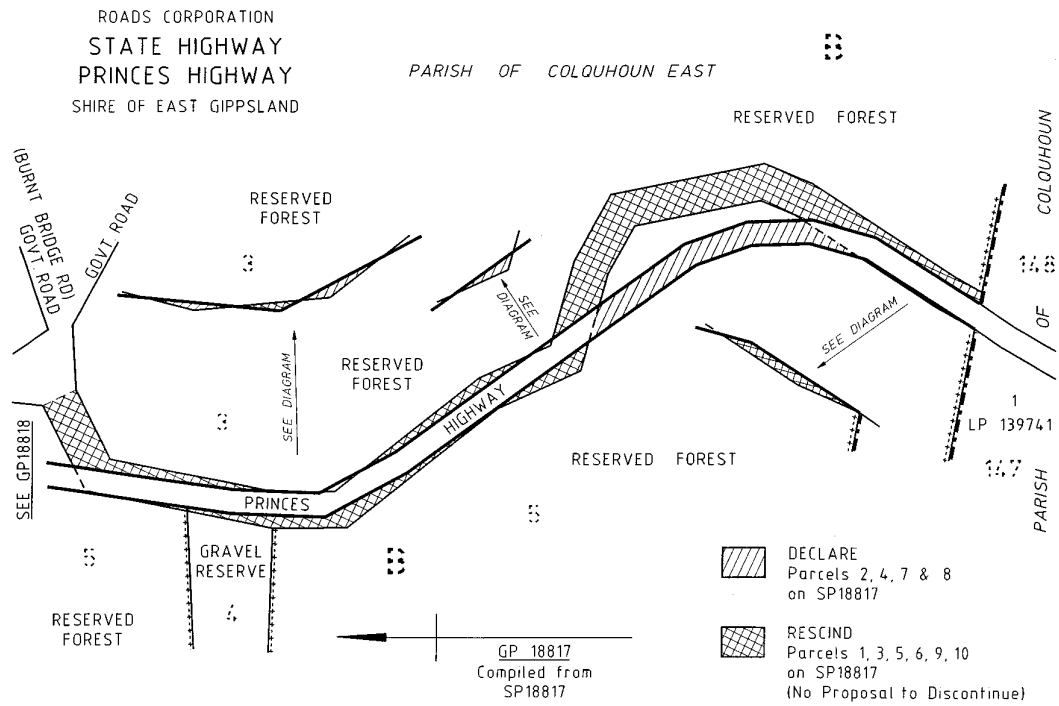 ROADS CORPORATION
STATE HIGHWAY
PRINCES HIGHWAY
SHIRE OF EAST GIPPSLAND
PARISH OF COLQUHOUN EAST
B
RESERVED FOREST
COLQUHOUN
OF
PARISH
148
(BURNT BRIDGE RD)
GOVT. ROAD
GOVT. ROAD
RESERVED
FOREST
3
SEE
DIAGRAM
SEE DIAGRAM
SEE DIAGRAM
RESERVED
FOREST
3
HIGHWAY
PRINCES
1
LP 139741
147
SEE GP18818
RESERVED FOREST
5
5
GRAVEL
RESERVE
4
B
RESERVED
FOREST
GP 18817
Compiled from
SP18817
DECLARE
Parcels 2, 4, 7 & 8
on SP18817
RESCIND
Parcels 1, 3, 5, 6, 9, 10
on SP18817
(No Proposal to Discontinue)